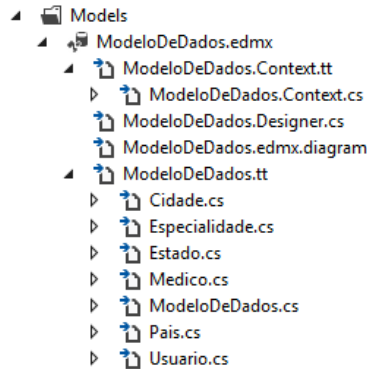 Models
ModeloDeDados.edmx
ModeloDeDados.Context.tt
ModeloDeDados.Context.cs
ModeloDeDados.Designer.cs
ModeloDeDados.edmx.diagram
ModeloDeDados.tt
Cidade.cs
Especialidade.cs
Estado.cs
Medico.cs
ModeloDeDados.cs
Pais.cs
Usuario.cs